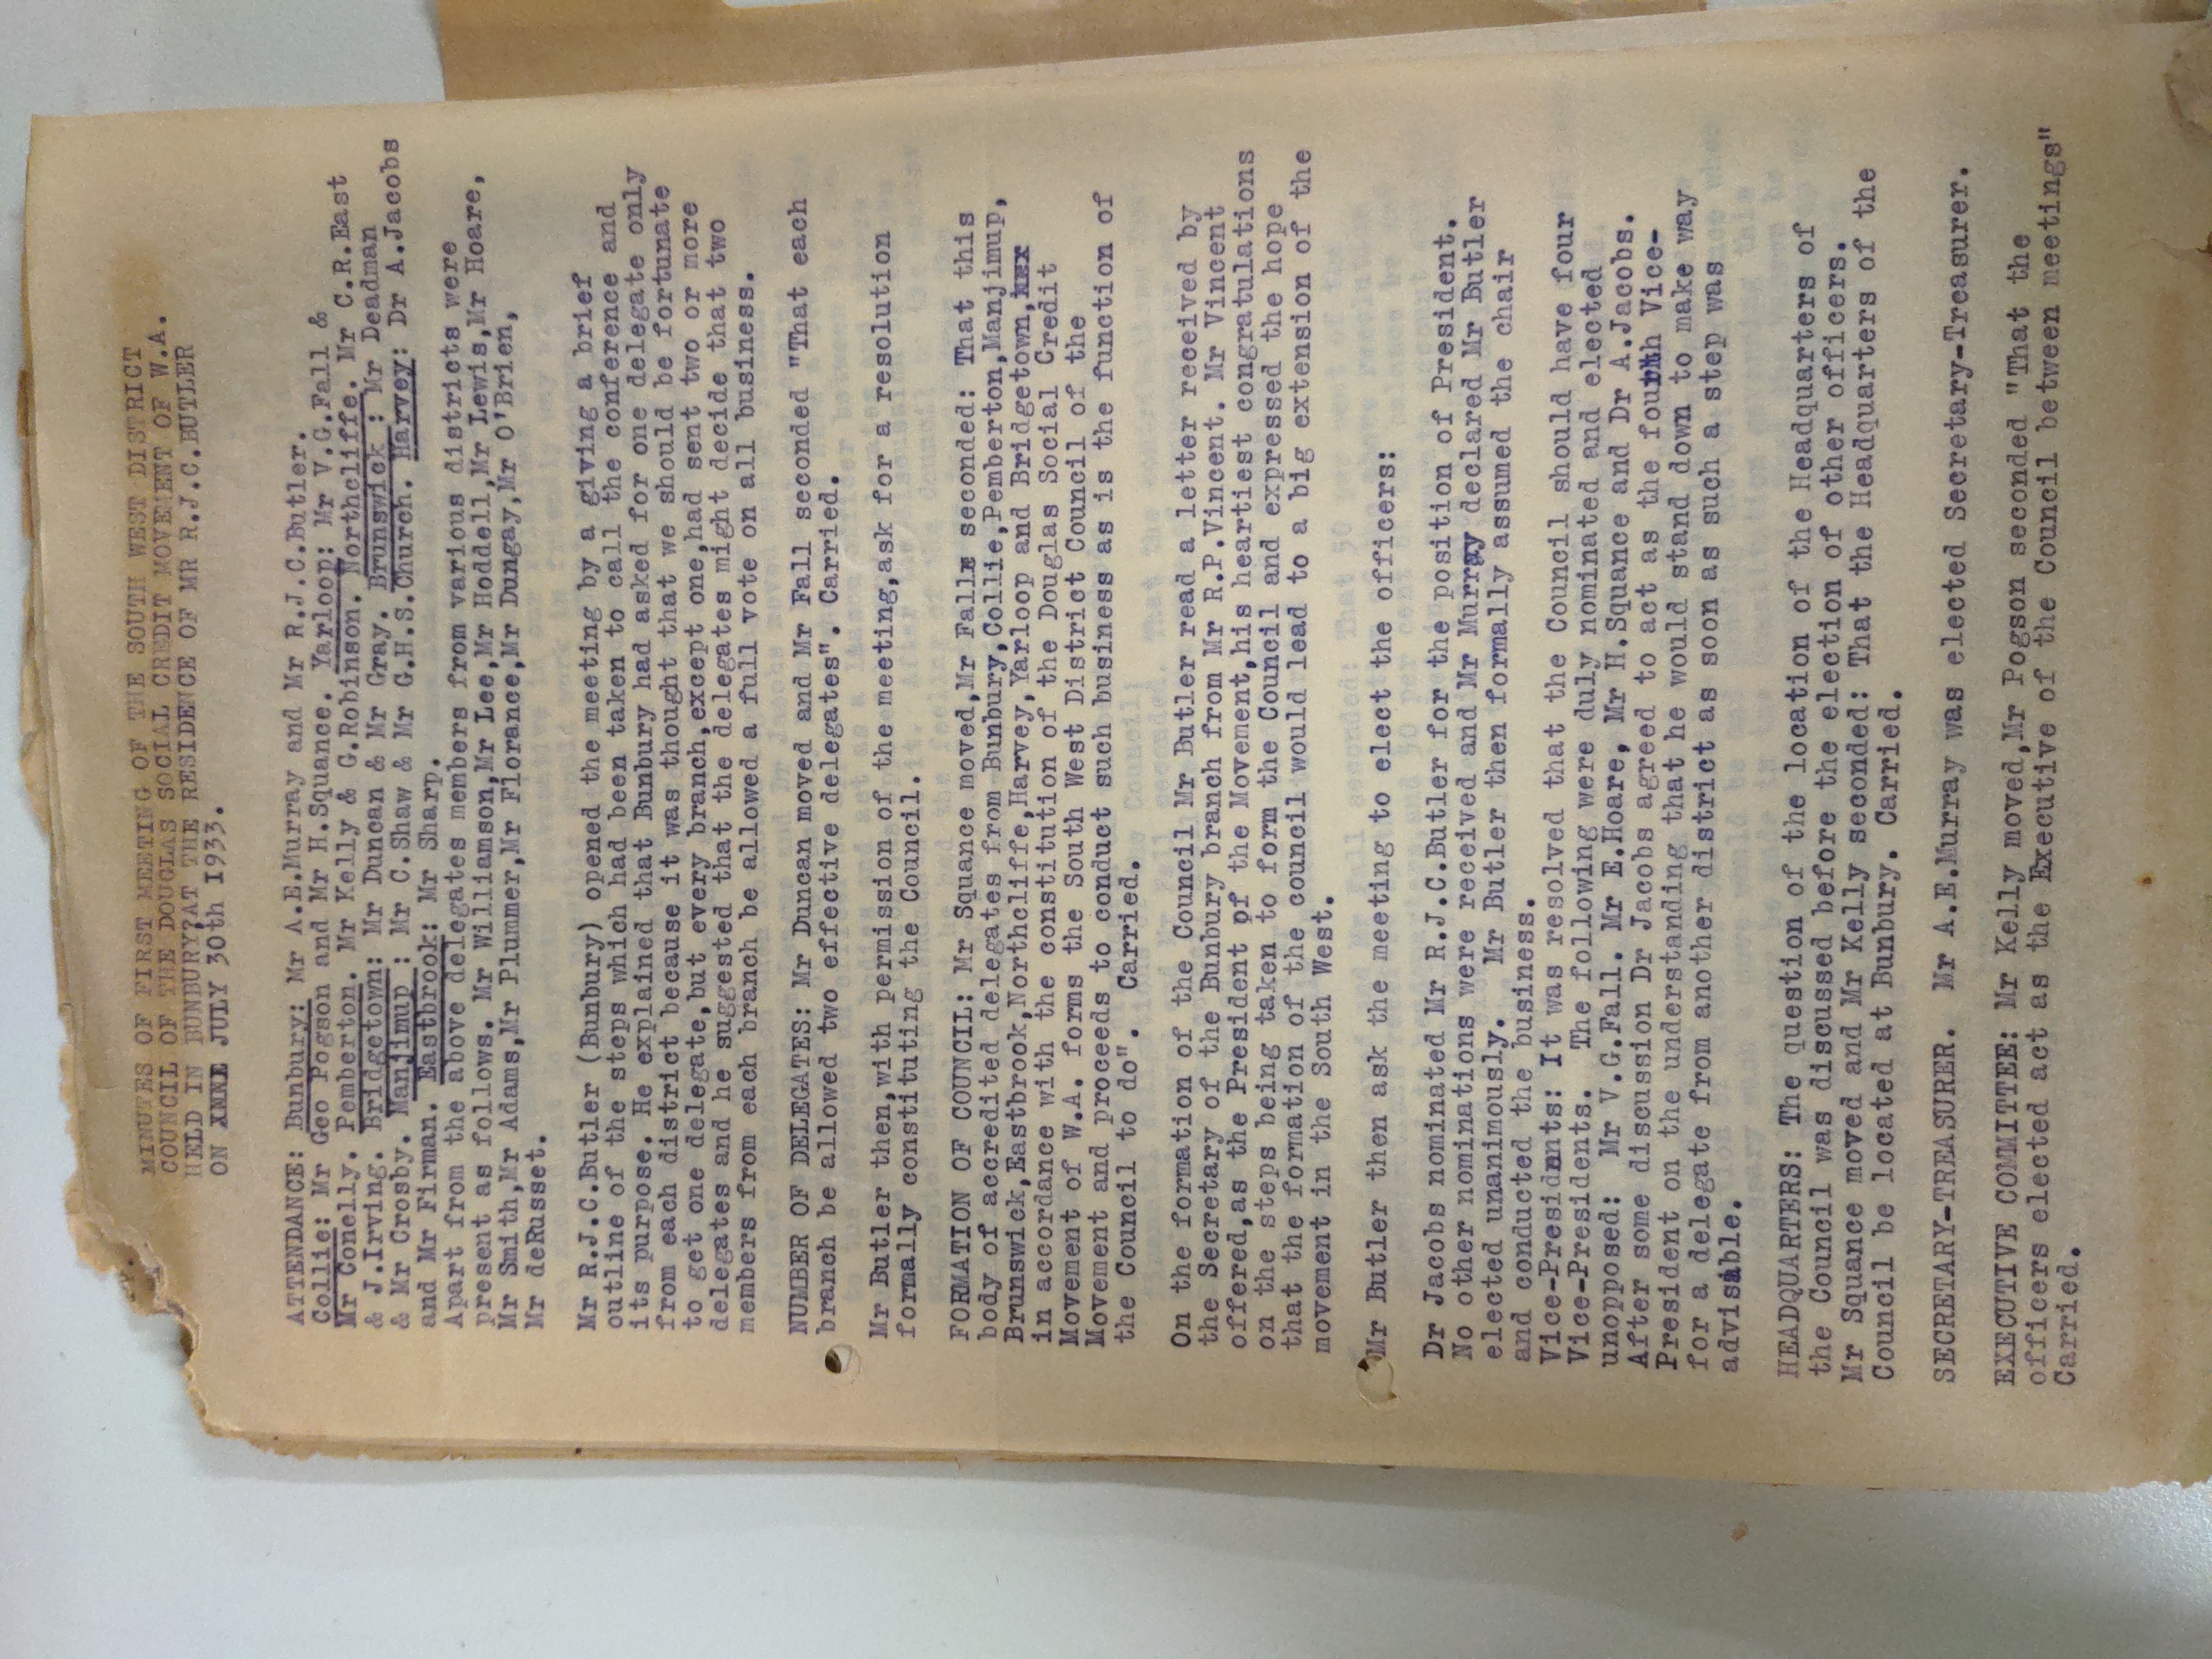 MINUTES OF FIRST MEETING OF THE SOUTH WEST DISTRICT
COUNCIL OF THE DOUGLAS SOCIAL CREDIT MOVEMENT OF W.A.
HELD IN BUNBURY?AT THE RESIDENCE OF MR R.J.C.BUTLER
ON JULY 30th 1933.
ATTENDANCE: Bunbury: Mr A.E.Murray and Mr R.J.C.Butler.
Collie: Mr Geo Pogson and Mr H.Squance. Yarloop: Mr V.G.Fall &
Mr Conelly. Pemberton. Mr Kelly & G.Robinson. Northcliffe. Mr C.R.East
& J.Irving. Bridgetown: Mr Duncan & Mr Gray. Brunswick : Mr Deadman
& Mr Crosby. Manjimup : Mr C.Shaw & Mr G.H.S.Church. Harvey: Dr A.Jacobs
and Mr Firman. Eastbrook: Mr Sharp.
Apart from the above delegates members from various districts were
present as follows. Mr Williamson,Mr Lee,Mr Hoddell,Mr Lewis,Mr Hoare,
Mr Smith,Mr Adams,Mr Plummer,Mr Florance,Mr Dungay,Mr O'Brien,
Mr deRusset.
Mr R.J.C.Butler (Bunbury) opened the meeting by a giving a brief
outline of the steps which had been taken to call the conference and
its purpose. He explained that Bunbury had asked for one delegate only
from each district because it was thought that we should be fortunate
to get one delegate,but every branch,except one,had sent two or more
delegates and he suggested that the delegates might decide that two
members from each branch be allowed a full vote on all business.
NUMBER OF DELEGATES: Mr Duncan moved and Mr Fall seconded "That each
branch be allowed two effective delegates". Carried.
Mr Butler then,with permission of the meeting,ask for a resolution
formally constituting the Council.
FORMATION OF COUNCIL: Mr Squance moved,Mr Fall seconded: That this
body of accredited delegates from Bunbury,Collie,Pemberton,Manjimup,
Brunswick,Eastbrook,Northcliffe,Harvey,Yarloop and Bridgetown,
in accordance with the constitution of the Douglas Social Credit
Movement of W.A. forms the South West District Council of the
Movement and proceeds to conduct such business as is the function of
the Council to do". Carried.
On the formation of the Council Mr Butler read a letter received by
the Secretary of the Bunbury branch from Mr R.P.Vincent. Mr Vincent
offered,as the President of the Movement,his heartiest congratulations
on the steps being taken to form the Council and expressed the hope
that the formation of the council would lead to a big extension of the
movement in the South West.
Mr Butler then ask the meeting to elect the officers:
Dr Jacobs nominated Mr R.J.C.Butler for the position of President.
No other nominations were received and Mr Murray declared Mr Butler
elected unanimously. Mr Butler then formally assumed the chair
and conducted the business.
Vice-Presidents: It was resolved that the Council should have four
Vice-Presidents. The following were duly nominated and elected
unopposed: Mr V.G.Fall. Mr E.Hoare, Mr H.Squance and Dr A.Jacobs.
After some discussion Dr Jacobs agreed to act as the fourth Vice-
President on the understanding that he would stand down to make way
for a delegate from another district as soon as such a step was
advisable.
HEADQUARTERS: The question of the location of the Headquarters of
the Council was discussed before the election of other officers.
Mr Squance moved and Mr Kelly seconded: That the Headquarters of the
Council be located at Bunbury. Carried.
SECRETARY-TREASURER. Mr A.E.Murray was elected Secretary-Treasurer.
EXECUTIVE COMMITTEE: Mr Kelly moved,Mr Pogson seconded "That the
officers elected act as the Executive of the Council between meetings"
Carried.